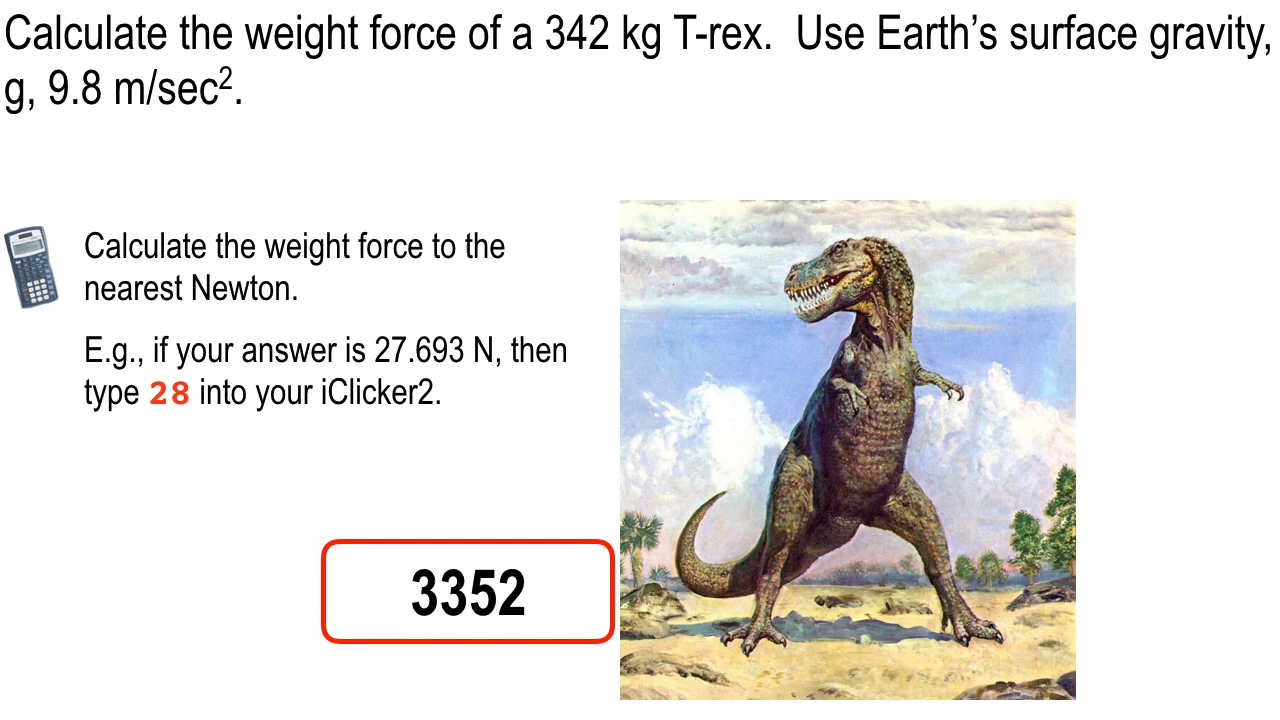 Calculate the weight force of a 342 kg T-rex.  Use Earth’s surface gravity,
g, 9.8 m/sec².
Calculate the weight force to the
nearest Newton.
E.g., if your answer is 27.693 N, then
type 28 into your iClicker2.
3352